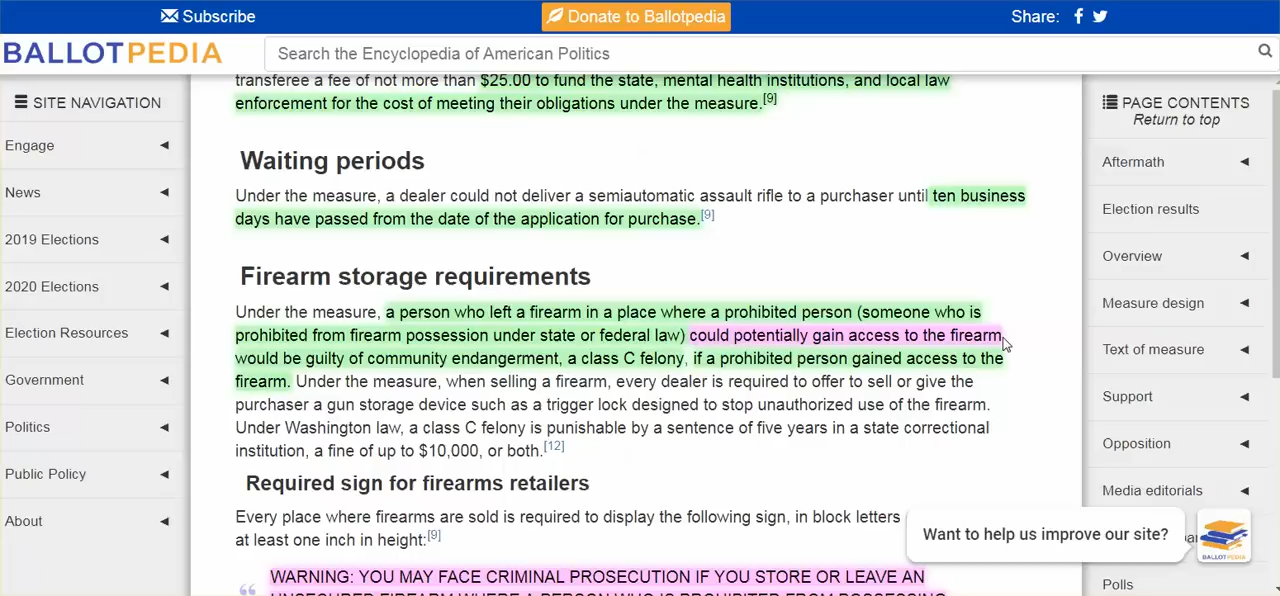 Subscribe
Donate to Ballotpedia
Share:
BALLOTPEDIA
Search the Encyclopedia of American Politics
SITE NAVIGATION
Engage
News
2019 Elections
2020 Elections
Election Resources
Government
Politics
Public Policy
About
transferee a fee of not more than $25.00 to fund the state, mental health institutions, and local law
enforcement for the cost of meeting their obligations under the measure.[9]
Waiting periods
Under the measure, a dealer could not deliver a semiautomatic assault rifle to a purchaser until ten business
days have passed from the date of the application for purchase.[9]
Firearm storage requirements
Under the measure, a person who left a firearm in a place where a prohibited person (someone who is
prohibited from firearm possession under state or federal law) could potentially gain access to the firearm
would be guilty of community endangerment, a class C felony, if a prohibited person gained access to the
firearm. Under the measure, when selling a firearm, every dealer is required to offer to sell or give the
purchaser a gun storage device such as a trigger lock designed to stop unauthorized use of the firearm.
Under Washington law, a class C felony is punishable by a sentence of five years in a state correctional
institution, a fine of up to $10,000, or both.[12]
Required sign for firearms retailers
Every place where firearms are sold is required to display the following sign, in block letters
at least one inch in height:[9]
WARNING: YOU MAY FACE CRIMINAL PROSECUTION IF YOU STORE OR LEAVE AN
UNSECURED FIREARM WHERE A PERSON WHO IS PROHIBITED FROM POSSESSING
PAGE CONTENTS
Return to top
Aftermath
Election results
Overview
Measure design
Text of measure
Support
Opposition
Media editorials
Polls
Want to help us improve our site?
BALLOTPEDIA